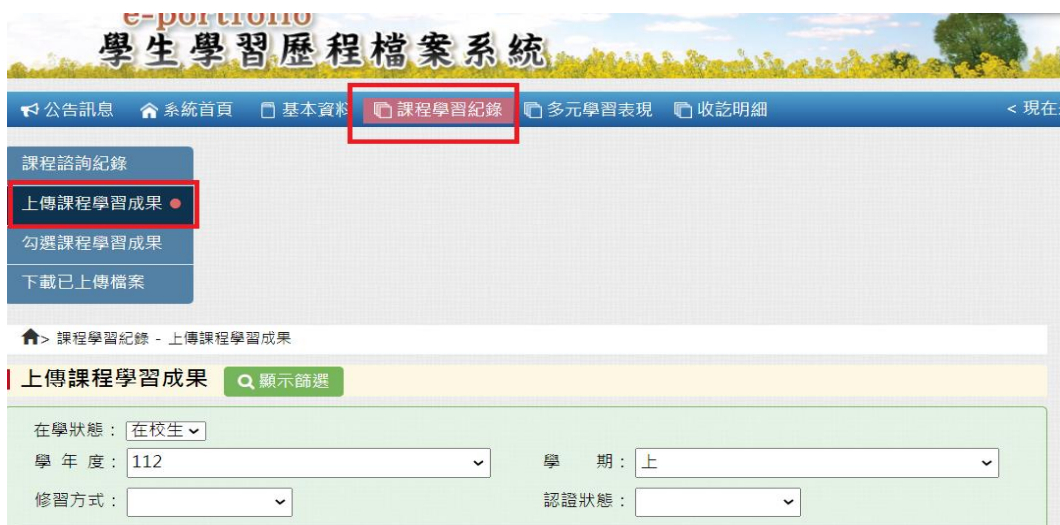 e-portfolio
學生學習歷程檔案系統
公告訊息 系統首頁 基本資料 課程學習紀錄 多元學習表現 收訖明細 < 現在
課程諮詢紀錄
上傳課程學習成果
勾選課程學習成果
下載已上傳檔案
> 課程學習紀錄 - 上傳課程學習成果
上傳課程學習成果 顯示篩選
在學狀態：在校生
學 年 度：112 學 期：上
修習方式： 認證狀態：